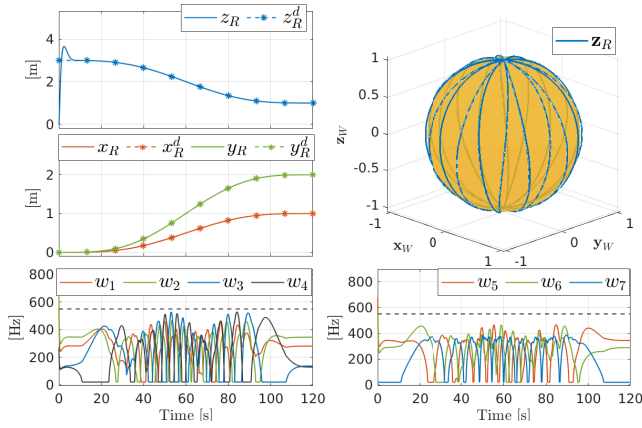 z_R z_R^d
[m]
4
2
0
x_R x_R^d y_R y_R^d
[m]
2
1
0
z_R
z_W
1
0.5
0
-0.5
-1
-1
0
1
x_W
-1
0
1
y_W
w_1 w_2 w_3 w_4
[Hz]
800
600
400
200
0
0 20 40 60 80 100 120
Time [s]
w_5 w_6 w_7
[Hz]
800
600
400
200
0
0 20 40 60 80 100 120
Time [s]